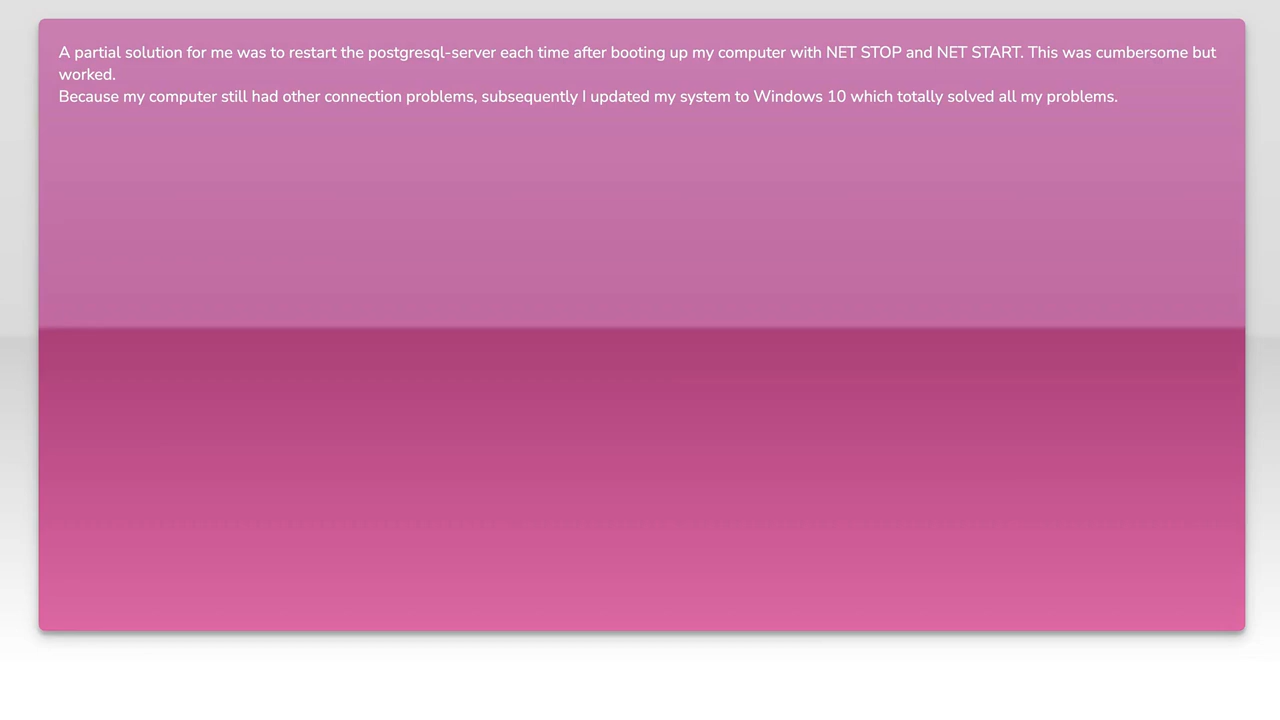 A partial solution for me was to restart the postgresql-server each time after booting up my computer with NET STOP and NET START. This was cumbersome but
worked.
Because my computer still had other connection problems, subsequently I updated my system to Windows 10 which totally solved all my problems.